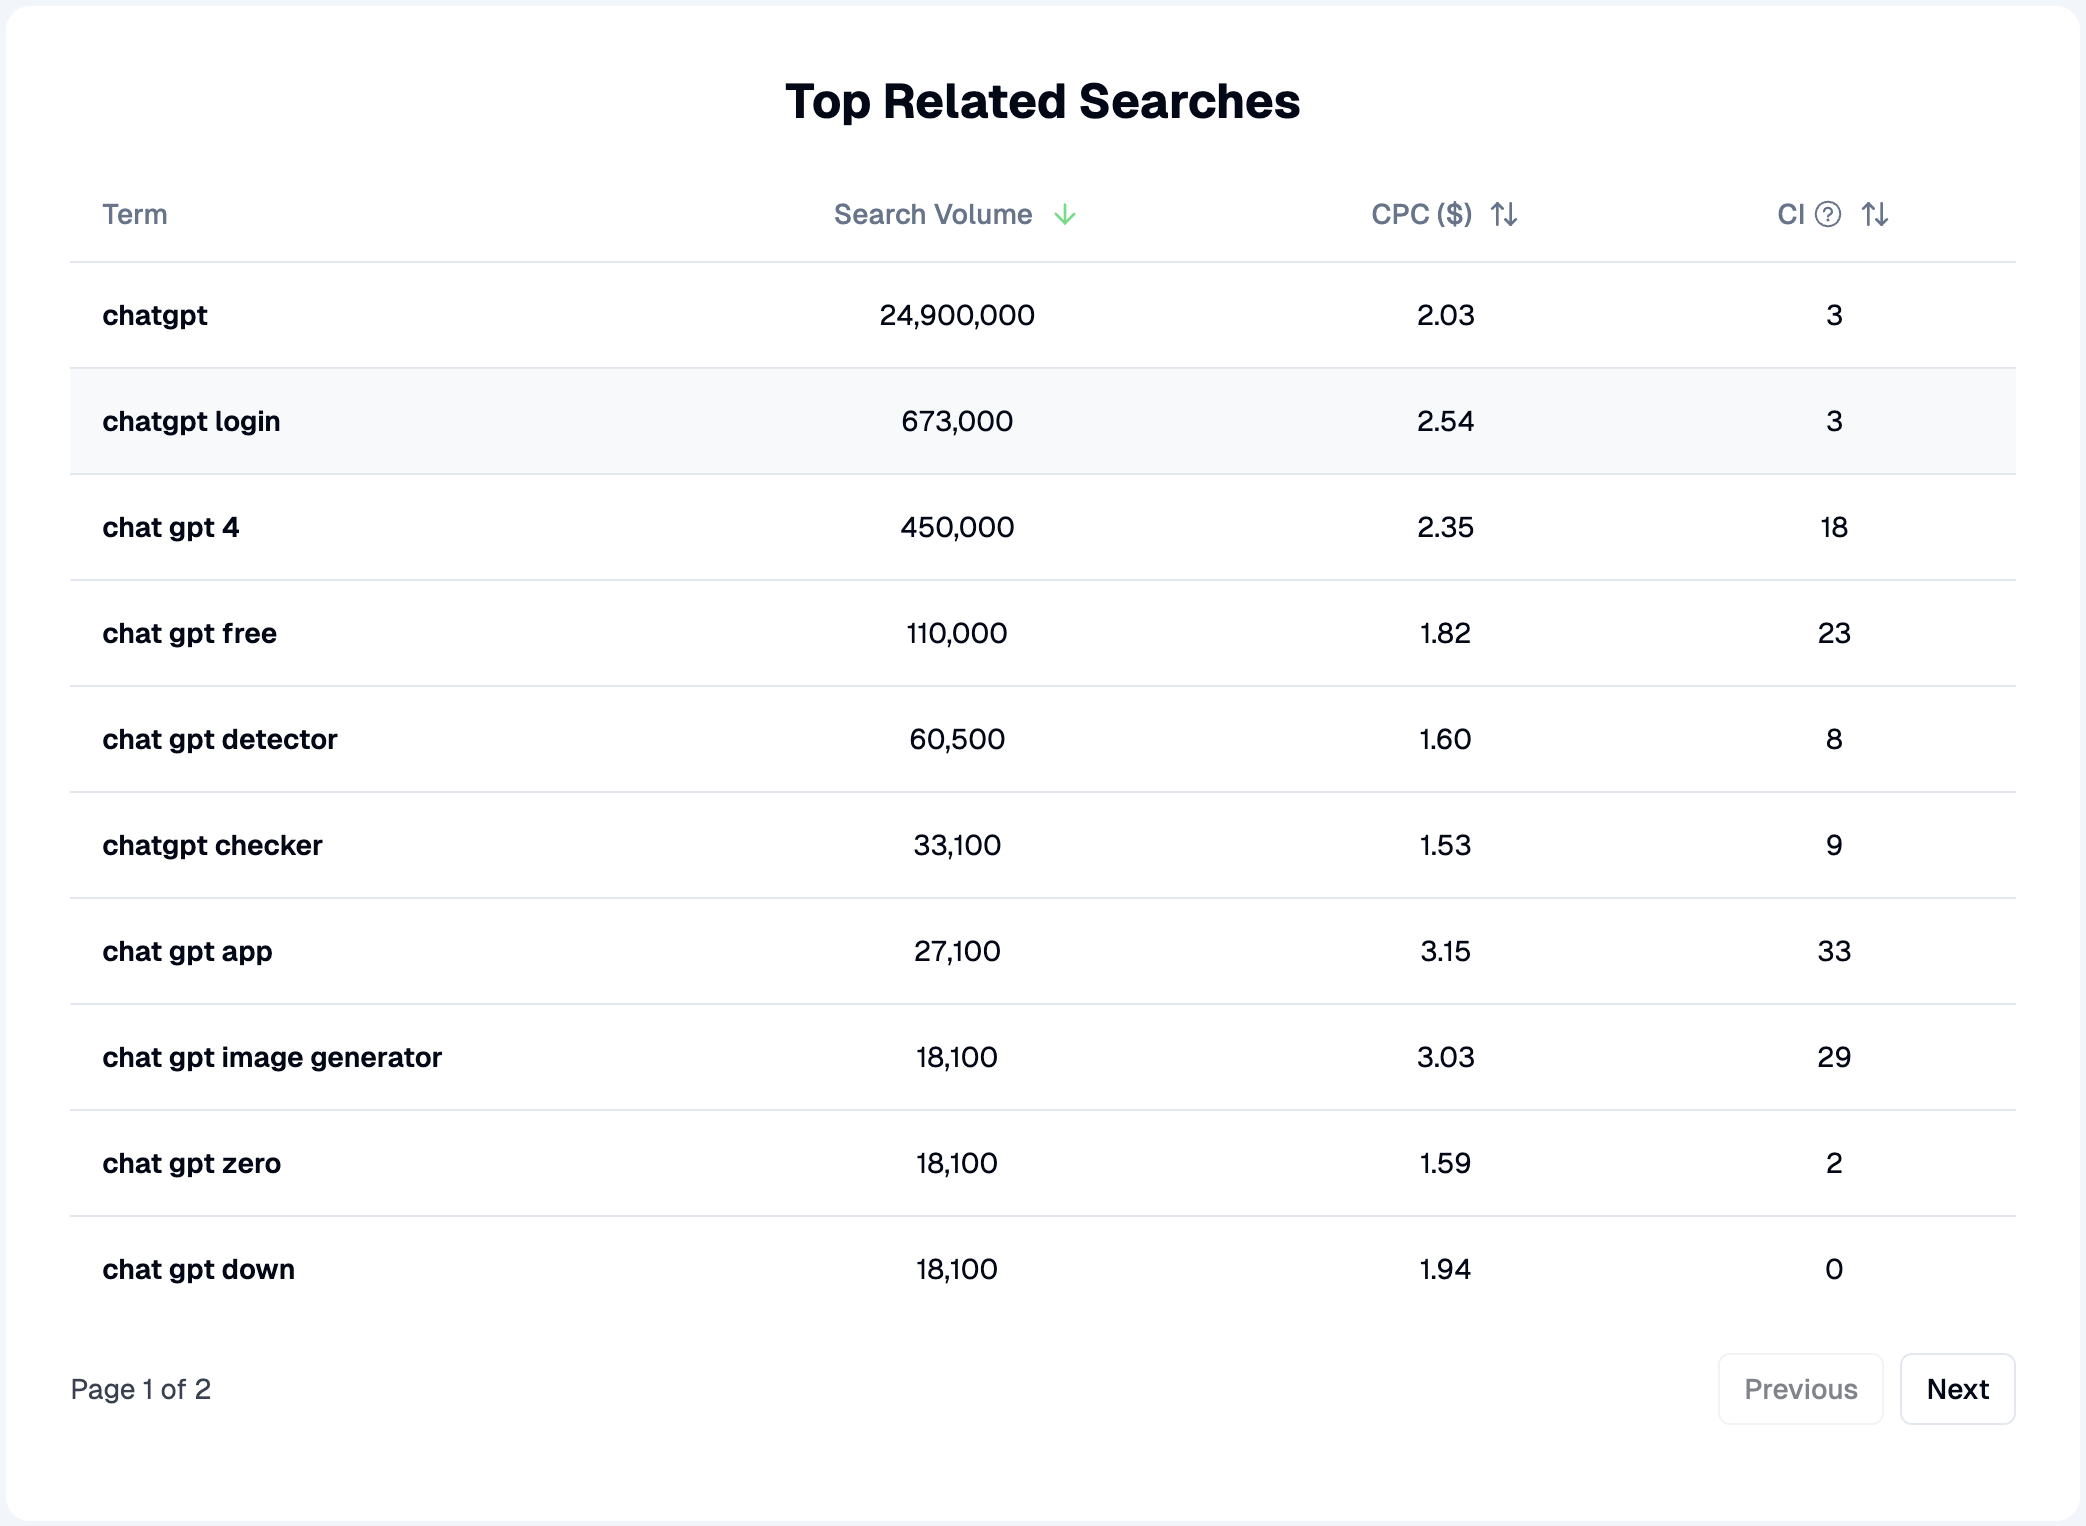 Top Related Searches
Term Search Volume CPC ($) CI
chatgpt 24,900,000 2.03 3
chatgpt login 673,000 2.54 3
chat gpt 4 450,000 2.35 18
chat gpt free 110,000 1.82 23
chat gpt detector 60,500 1.60 8
chatgpt checker 33,100 1.53 9
chat gpt app 27,100 3.15 33
chat gpt image generator 18,100 3.03 29
chat gpt zero 18,100 1.59 2
chat gpt down 18,100 1.94 0
Page 1 of 2 Previous Next